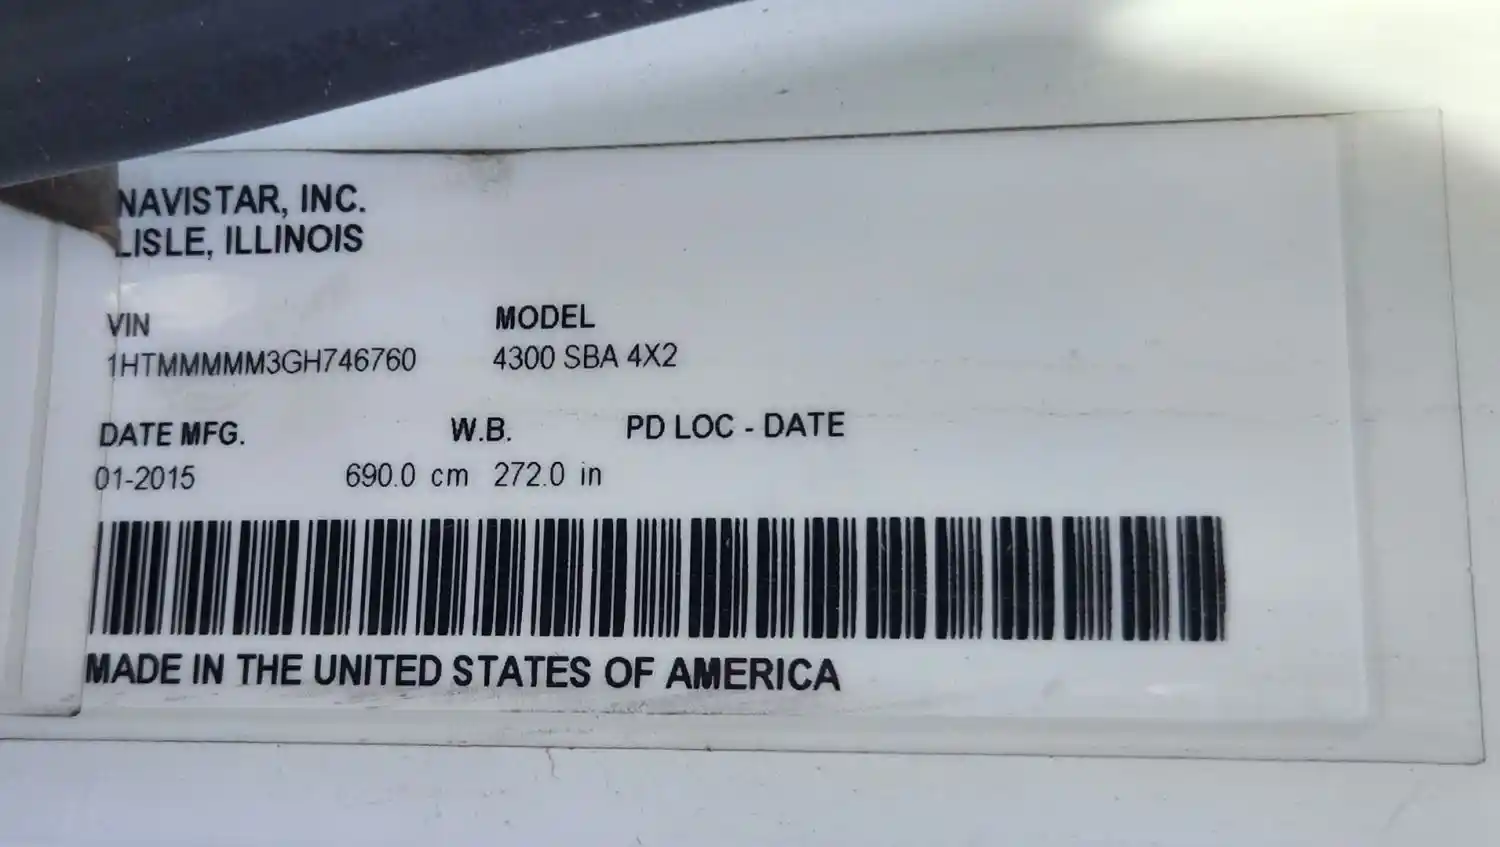 NAVISTAR, INC.
LISLE, ILLINOIS
VIN MODEL
1HTMMMMM3GH746760 4300 SBA 4X2
DATE MFG. W.B. PD LOC - DATE
01-2015 690.0 cm 272.0 in
MADE IN THE UNITED STATES OF AMERICA